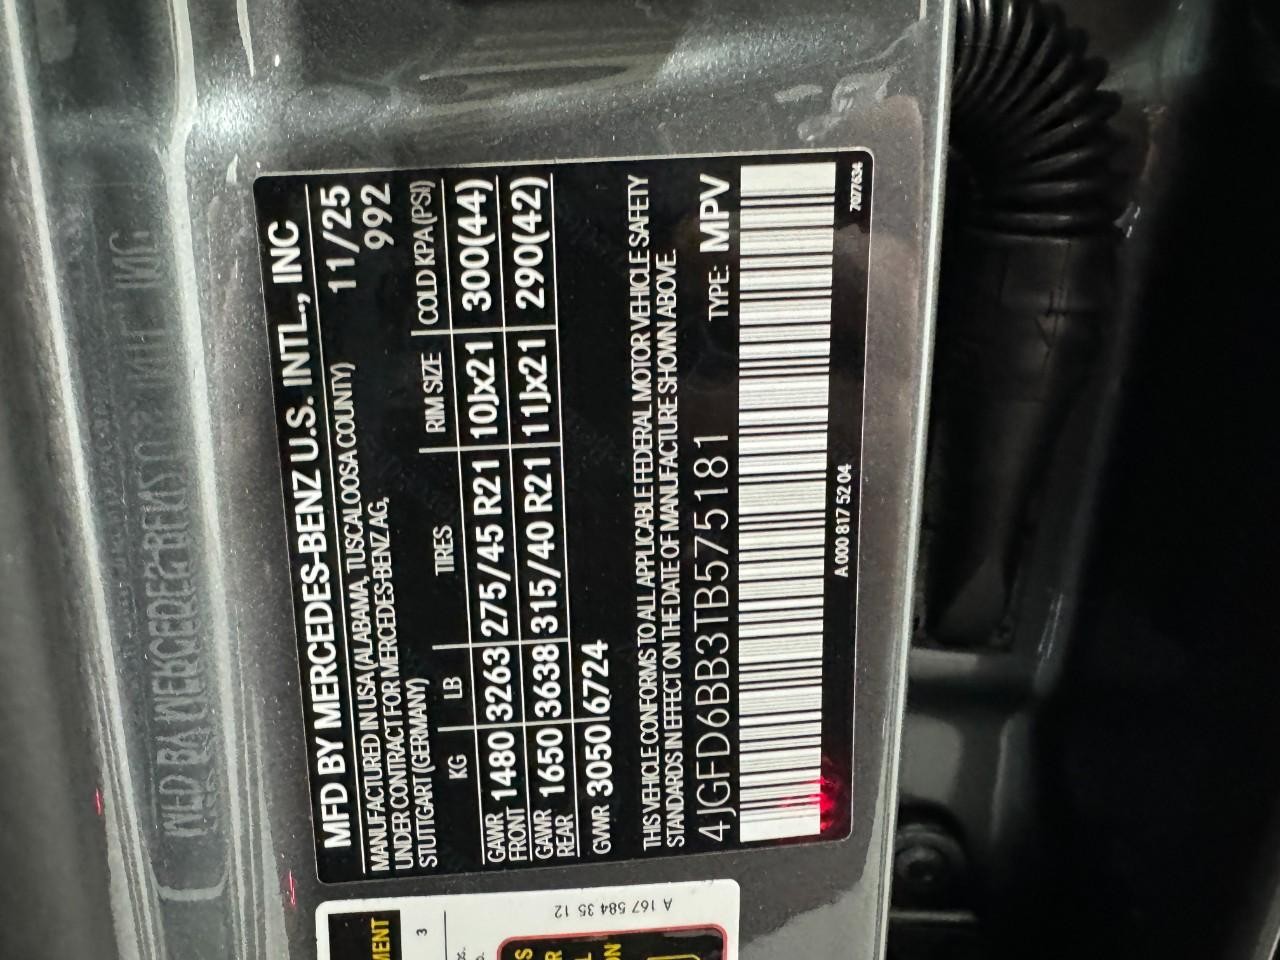 MFD BY MERCEDES-BENZ U.S. INTL., INC
MANUFACTURED IN USA (ALABAMA, TUSCALOOSA COUNTY) 11/25
UNDER CONTRACT FOR MERCEDES-BENZ AG, 992
STUTTGART (GERMANY)
KG LB TIRES RIM SIZE COLD KPA (PSI)
GAWR FRONT 1480 3263 275/45 R21 10Jx21 300(44)
GAWR REAR 1650 3638 315/40 R21 11Jx21 290(42)
GVWR 3050 6724
THIS VEHICLE CONFORMS TO ALL APPLICABLE FEDERAL MOTOR VEHICLE SAFETY
STANDARDS IN EFFECT ON THE DATE OF MANUFACTURE SHOWN ABOVE.
4JGFD6BB3TB575181 TYPE: MPV
A 000 817 52 04 7077634
A 167 584 35 12
MENT
3